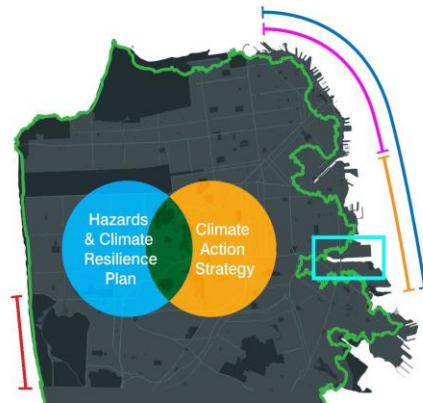 Hazards
& Climate
Resilience
Plan
Climate
Action
Strategy